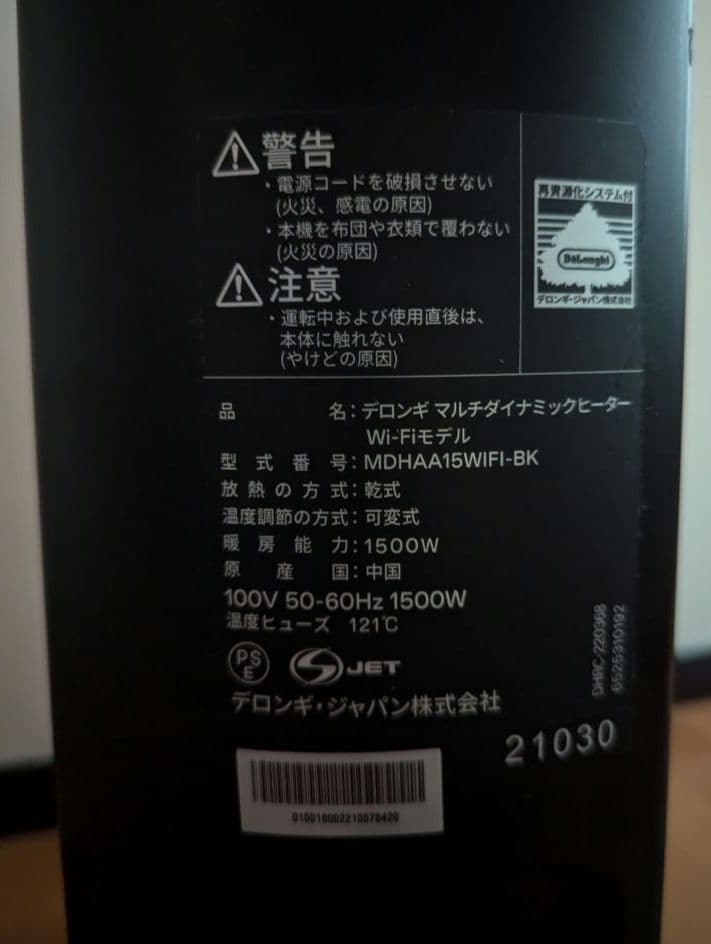 警告
・電源コードを破損させない
(火災、感電の原因)
・本機を布団や衣類で覆わない
(火災の原因)
注意
・運転中および使用直後は、
本体に触れない
(やけどの原因)
再資源化システム付
DeLonghi
デロンギ・ジャパン株式会社
品名：デロンギ マルチダイナミックヒーター
Wi-Fiモデル
型式番号：MDHAA15WIFI-BK
放熱の方式：乾式
温度調節の方式：可変式
暖房能力：1500W
原産国：中国
100V 50-60Hz 1500W
温度ヒューズ 121℃
PS
E
JET
デロンギ・ジャパン株式会社
DHRC-220368
6525310192
21030